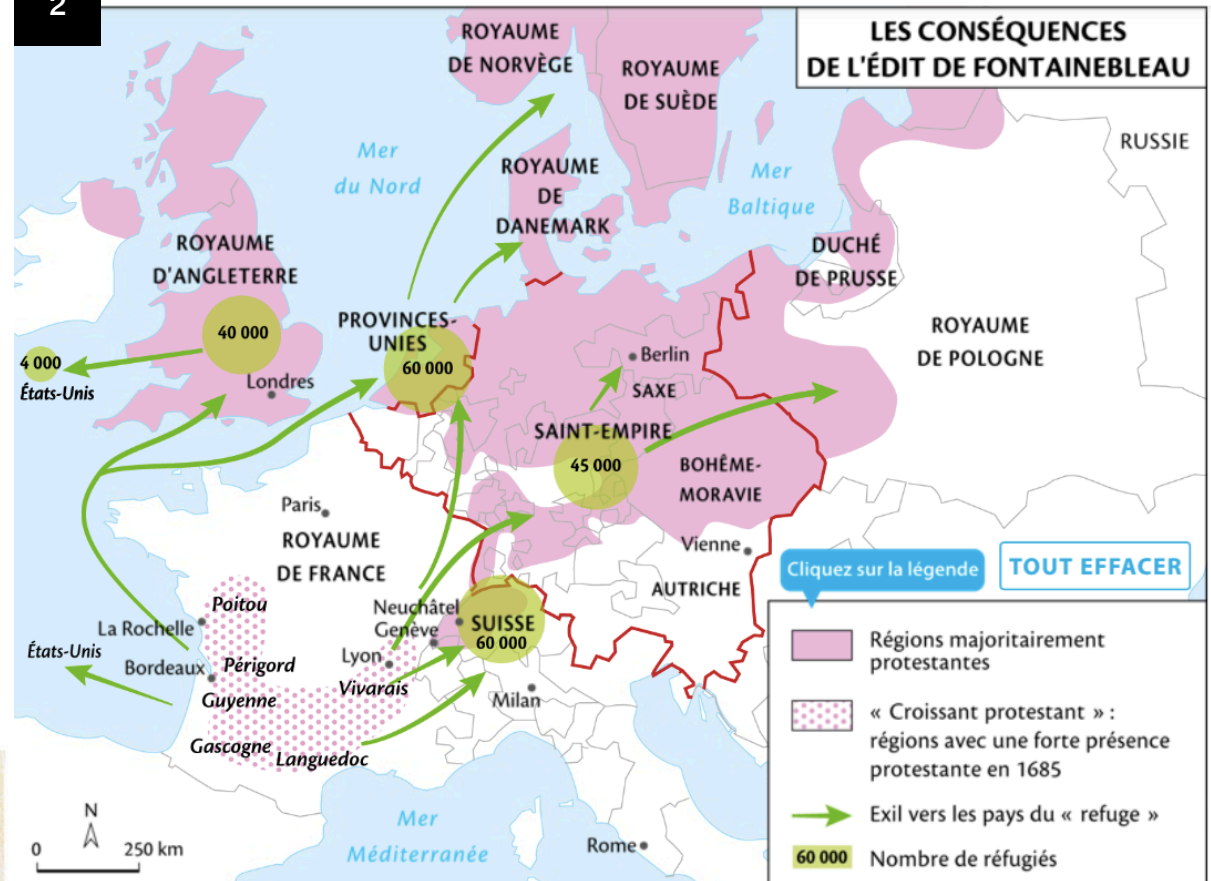 2
LES CONSÉQUENCES
DE L'ÉDIT DE FONTAINEBLEAU
ROYAUME
DE NORVÈGE
ROYAUME
DE SUÈDE
RUSSIE
Mer
du Nord
ROYAUME
DE
DANEMARK
Mer
Baltique
ROYAUME
D'ANGLETERRE
DUCHÉ
DE PRUSSE
40 000
PROVINCES-
UNIES
60 000
ROYAUME
DE POLOGNE
4 000
États-Unis
Londres
Berlin
SAXE
SAINT-EMPIRE
45 000
BOHÊME-
MORAVIE
Paris
ROYAUME
DE FRANCE
Vienne
AUTRICHE
Poitou
La Rochelle
Neuchâtel
Genève
SUISSE
60 000
États-Unis
Bordeaux
Périgord
Lyon
Vivarais
Guyenne
Milan
Gascogne
Languedoc
Mer
Méditerranée
Rome
N
0
250 km
Cliquez sur la légende
TOUT EFFACER
Régions majoritairement
protestantes
« Croissant protestant » :
régions avec une forte présence
protestante en 1685
Exil vers les pays du « refuge »
60 000
Nombre de réfugiés